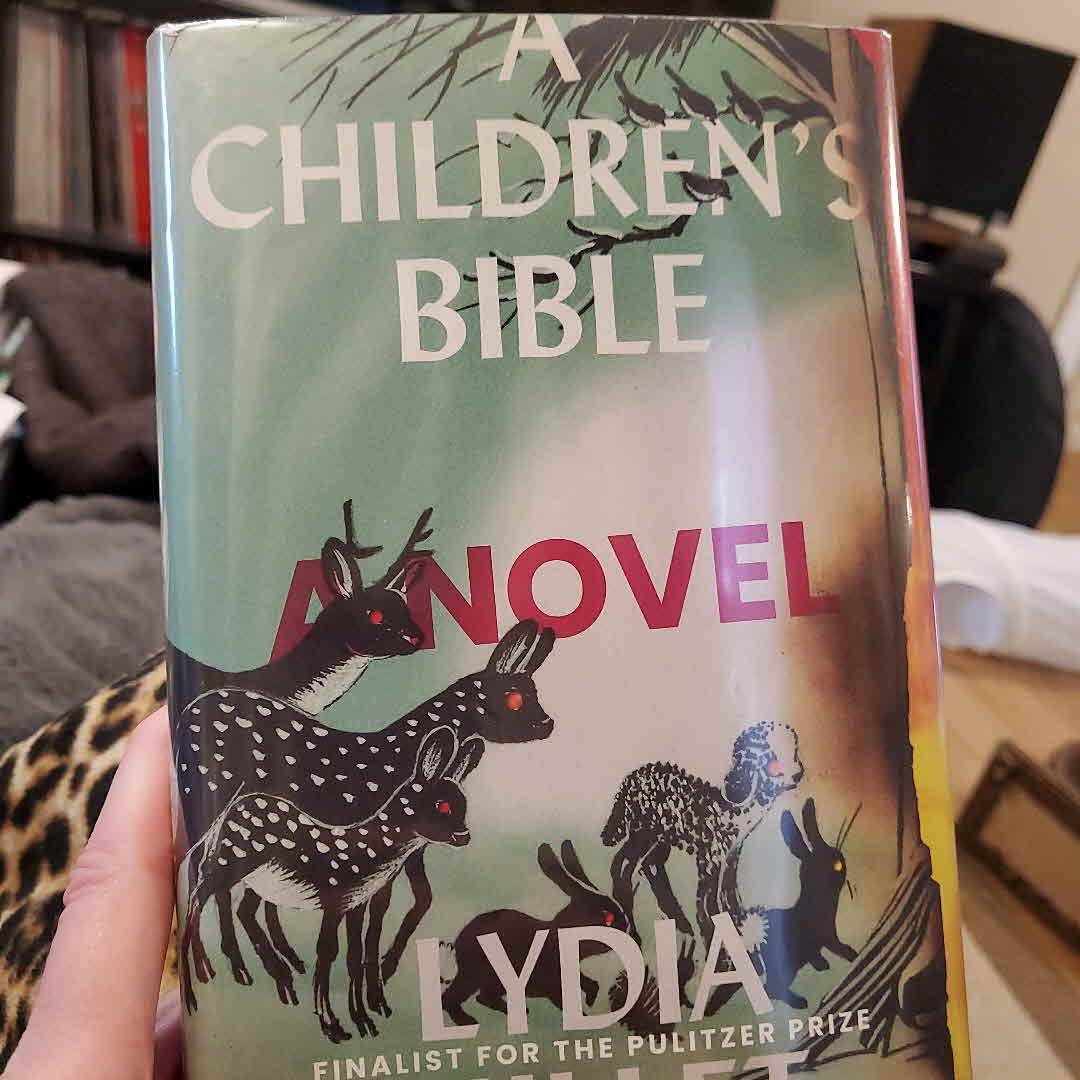 A
CHILDREN'S
BIBLE
A NOVEL
LYDIA
FINALIST FOR THE PULITZER PRIZE